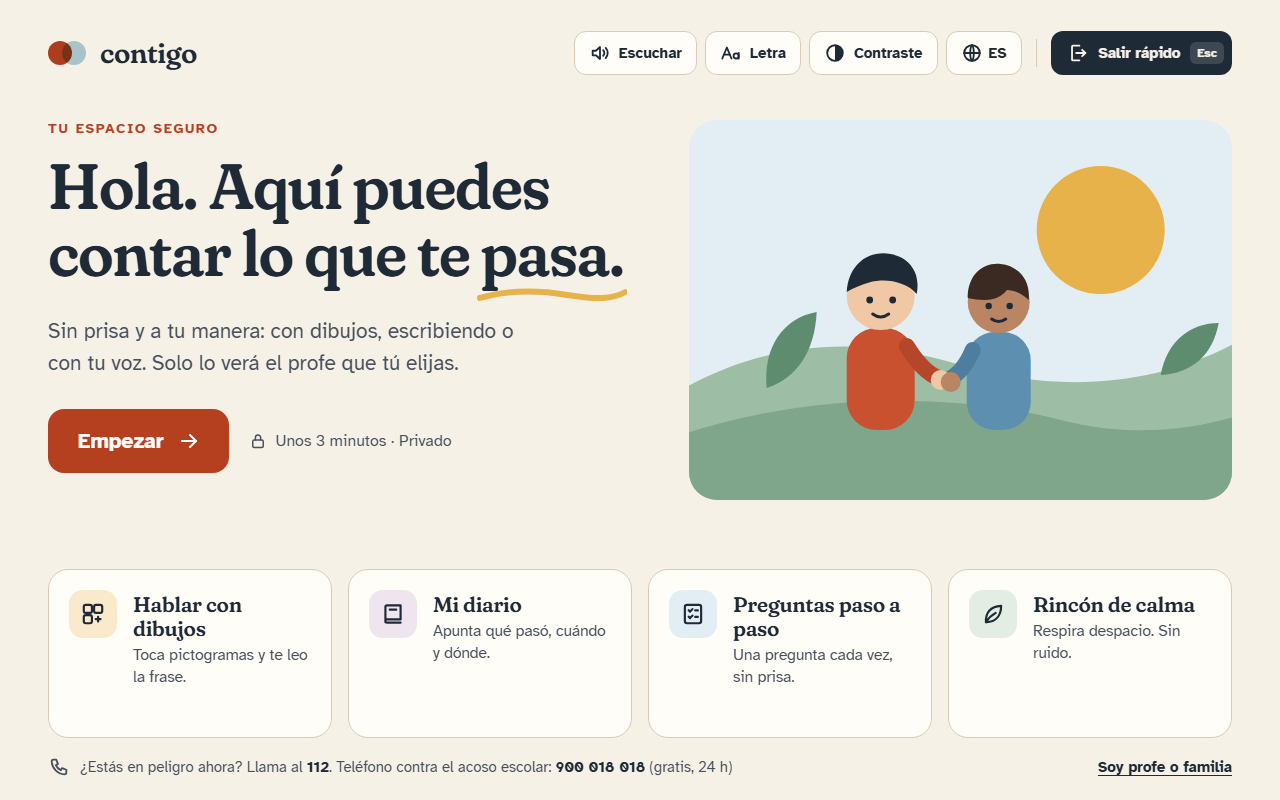 contigo
Escuchar
Letra
Contraste
ES
Salir rápido
Esc
TU ESPACIO SEGURO
Hola. Aquí puedes
contar lo que te pasa.
Sin prisa y a tu manera: con dibujos, escribiendo o
con tu voz. Solo lo verá el profe que tú elijas.
Empezar
Unos 3 minutos · Privado
Hablar con
dibujos
Toca pictogramas y te leo
la frase.
Mi diario
Apunta qué pasó, cuándo
y dónde.
Preguntas paso a
paso
Una pregunta cada vez,
sin prisa.
Rincón de calma
Respira despacio. Sin
ruido.
¿Estás en peligro ahora? Llama al 112. Teléfono contra el acoso escolar: 900 018 018 (gratis, 24 h)
Soy profe o familia